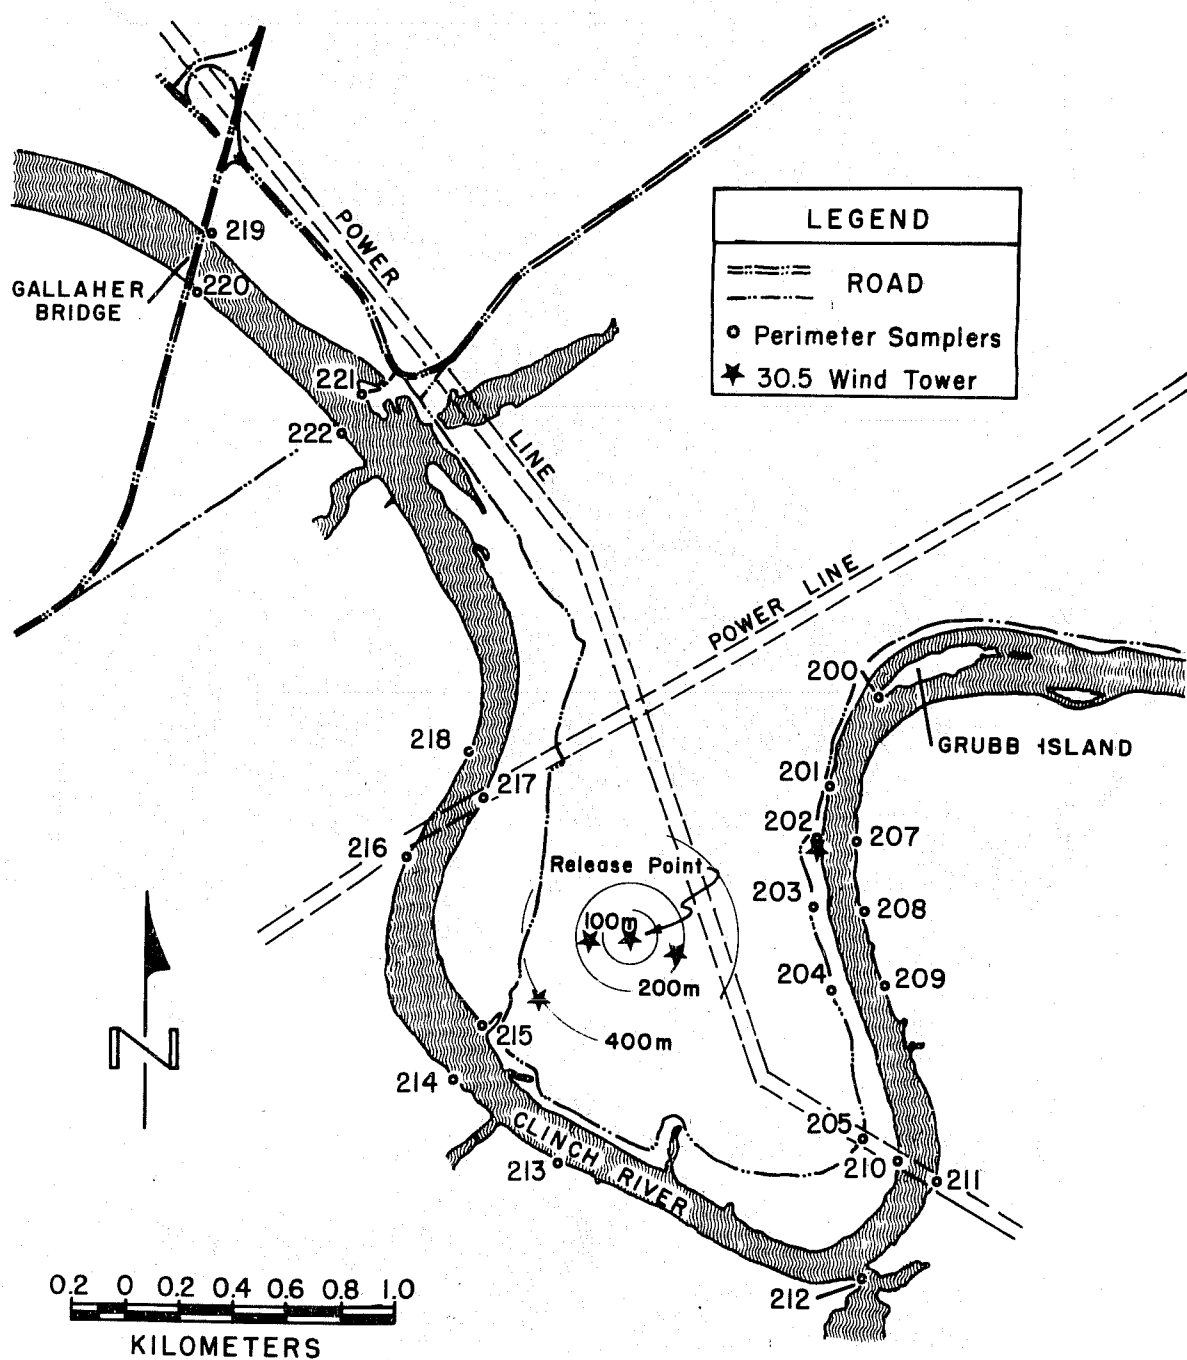 LEGEND
ROAD
Perimeter Samplers
30.5 Wind Tower
POWER
LINE
219
220
GALLAHER
BRIDGE
221
222
POWER LINE
200
GRUBB ISLAND
218
217
201
202
207
216
Release Point
203
208
100m
204
209
200m
215
400m
214
205
CLINCH RIVER
213
210
211
212
N
0.2 0 0.2 0.4 0.6 0.8 1.0
KILOMETERS